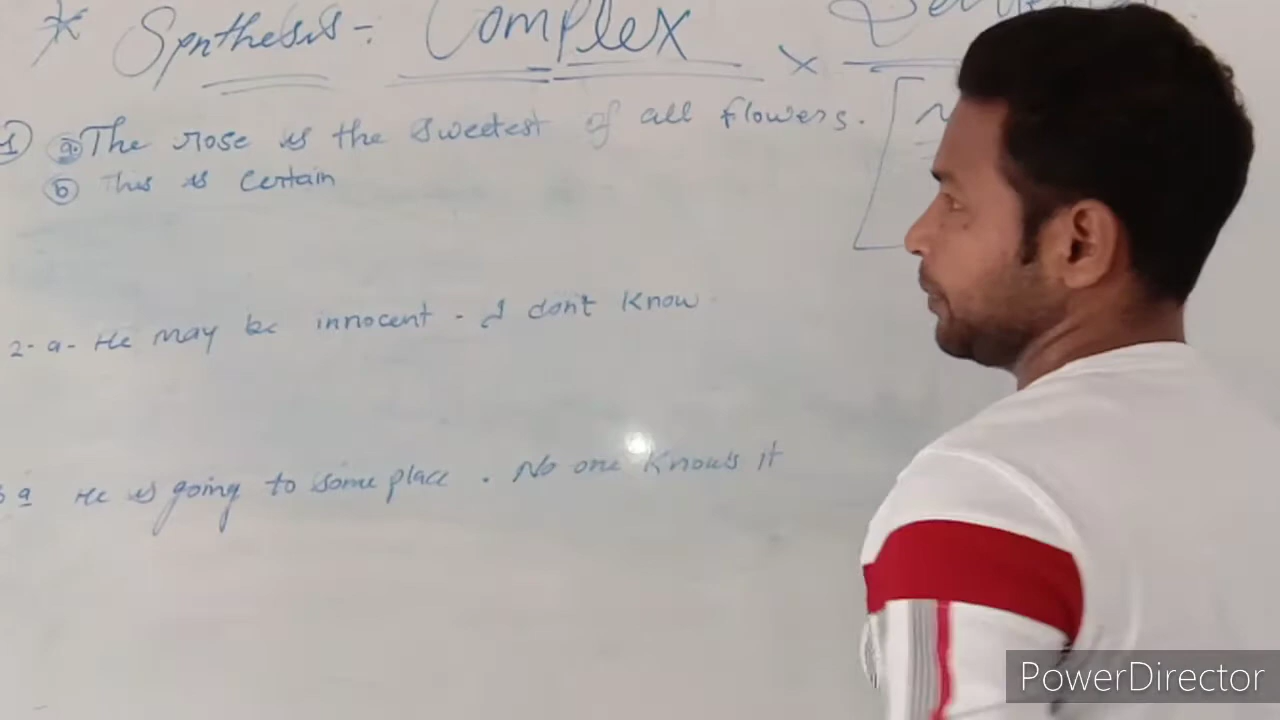 * Synthesis -: Complex × Sentence
1 ⓐ The rose is the sweetest of all flowers.
ⓑ This is Certain
2- a- He may be innocent - I don't know
a He is going to some place . No one knows it
PowerDirector